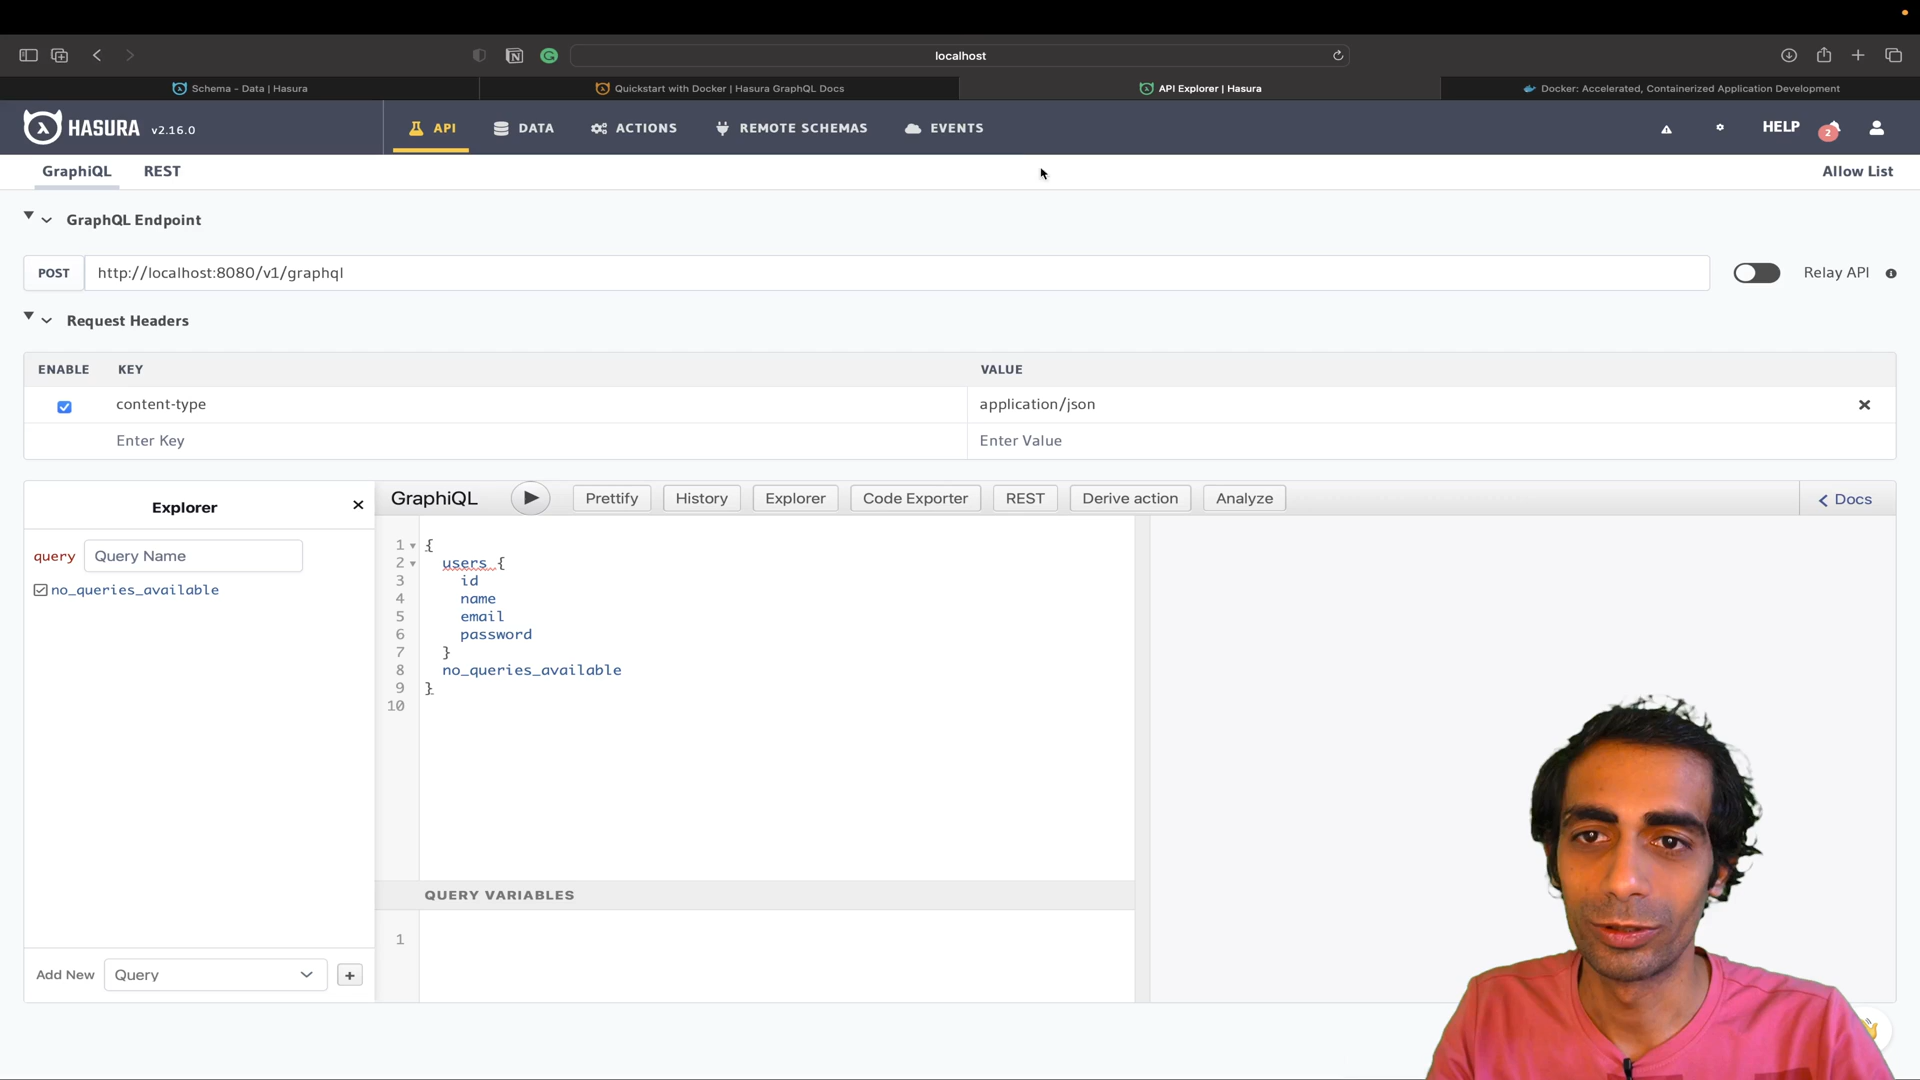 localhost
Schema - Data | Hasura
Quickstart with Docker | Hasura GraphQL Docs
API Explorer | Hasura
Docker: Accelerated, Containerized Application Development
HASURA v2.16.0
API
DATA
ACTIONS
REMOTE SCHEMAS
EVENTS
HELP
2
GraphiQL
REST
Allow List
GraphQL Endpoint
POST
http://localhost:8080/v1/graphql
Relay API
Request Headers
ENABLE KEY VALUE
content-type application/json
Enter Key Enter Value
Explorer
GraphiQL
Prettify
History
Explorer
Code Exporter
REST
Derive action
Analyze
Docs
query Query Name
no_queries_available
1 {
2 users {
3 id
4 name
5 email
6 password
7 }
8 no_queries_available
9 }
10
QUERY VARIABLES
1
Add New Query +